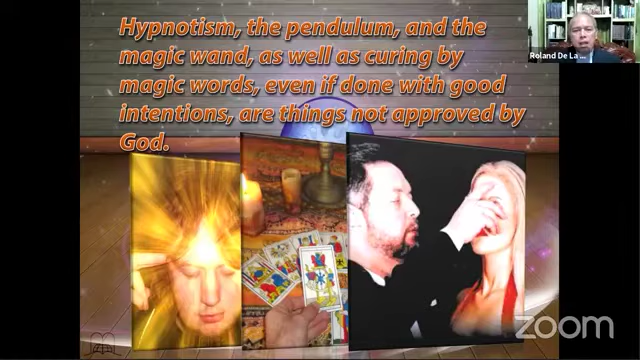 Hypnotism, the pendulum, and the
magic wand, as well as curing by
magic words, even if done with good
intentions, are things not approved by
God.
Roland De La ...
zoom